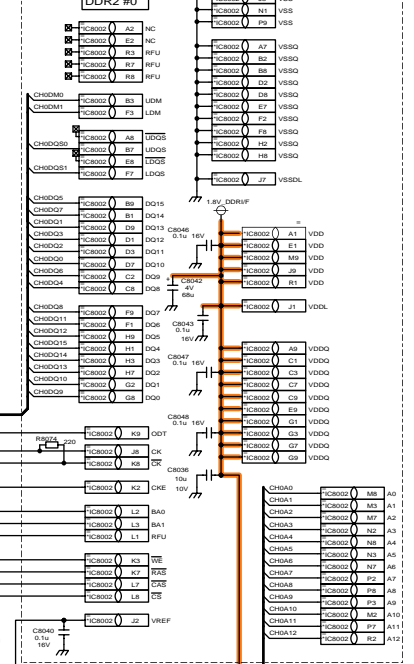 DDR2 #0
*IC8002 A2 NC
*IC8002 E2 NC
*IC8002 R3 RFU
*IC8002 R7 RFU
*IC8002 R8 RFU
CH0DM0 *IC8002 B3 UDM
CH0DM1 *IC8002 F3 LDM
*IC8002 A8 UDQS
CH0DQS0 *IC8002 B7 UDQS
*IC8002 E8 LDQS
CH0DQS1 *IC8002 F7 LDQS
CH0DQ5 *IC8002 B9 DQ15
CH0DQ7 *IC8002 B1 DQ14
CH0DQ1 *IC8002 D9 DQ13
CH0DQ3 *IC8002 D1 DQ12
CH0DQ2 *IC8002 D3 DQ11
CH0DQ0 *IC8002 D7 DQ10
CH0DQ6 *IC8002 C2 DQ9
CH0DQ4 *IC8002 C8 DQ8
CH0DQ8 *IC8002 F9 DQ7
CH0DQ11 *IC8002 F1 DQ6
CH0DQ12 *IC8002 H9 DQ5
CH0DQ15 *IC8002 H1 DQ4
CH0DQ14 *IC8002 H3 DQ3
CH0DQ13 *IC8002 H7 DQ2
CH0DQ10 *IC8002 G2 DQ1
CH0DQ9 *IC8002 G8 DQ0
*IC8002 K9 ODT
R8074 220
*IC8002 J8 CK
*IC8002 K8 CK
*IC8002 K2 CKE
*IC8002 L2 BA0
*IC8002 L3 BA1
*IC8002 L1 RFU
*IC8002 K3 WE
*IC8002 K7 RAS
*IC8002 L7 CAS
*IC8002 L8 CS
*IC8002 J2 VREF
C8040
0.1u
16V
*IC8002 N1 VSS
*IC8002 P9 VSS
*IC8002 A7 VSSQ
*IC8002 B2 VSSQ
*IC8002 B8 VSSQ
*IC8002 D2 VSSQ
*IC8002 D8 VSSQ
*IC8002 E7 VSSQ
*IC8002 F2 VSSQ
*IC8002 F8 VSSQ
*IC8002 H2 VSSQ
*IC8002 H8 VSSQ
*IC8002 J7 VSSDL
1.8V_DDRI/F
C8046
0.1u 16V
*IC8002 A1 VDD
*IC8002 E1 VDD
*IC8002 M9 VDD
*IC8002 J9 VDD
*IC8002 R1 VDD
C8042
4V
68u
*IC8002 J1 VDDL
C8043
0.1u
16V
*IC8002 A9 VDDQ
*IC8002 C1 VDDQ
*IC8002 C3 VDDQ
*IC8002 C7 VDDQ
*IC8002 C9 VDDQ
*IC8002 E9 VDDQ
*IC8002 G1 VDDQ
*IC8002 G3 VDDQ
*IC8002 G7 VDDQ
*IC8002 G9 VDDQ
C8047
0.1u 16V
C8048
0.1u 16V
C8036
10u
10V
CH0A0 *IC8002 M8 A0
CH0A1 *IC8002 M3 A1
CH0A2 *IC8002 M7 A2
CH0A3 *IC8002 N2 A3
CH0A4 *IC8002 N8 A4
CH0A5 *IC8002 N3 A5
CH0A6 *IC8002 N7 A6
CH0A7 *IC8002 P2 A7
CH0A8 *IC8002 P8 A8
CH0A9 *IC8002 P3 A9
CH0A10 *IC8002 M2 A10
CH0A11 *IC8002 P7 A11
CH0A12 *IC8002 R2 A12